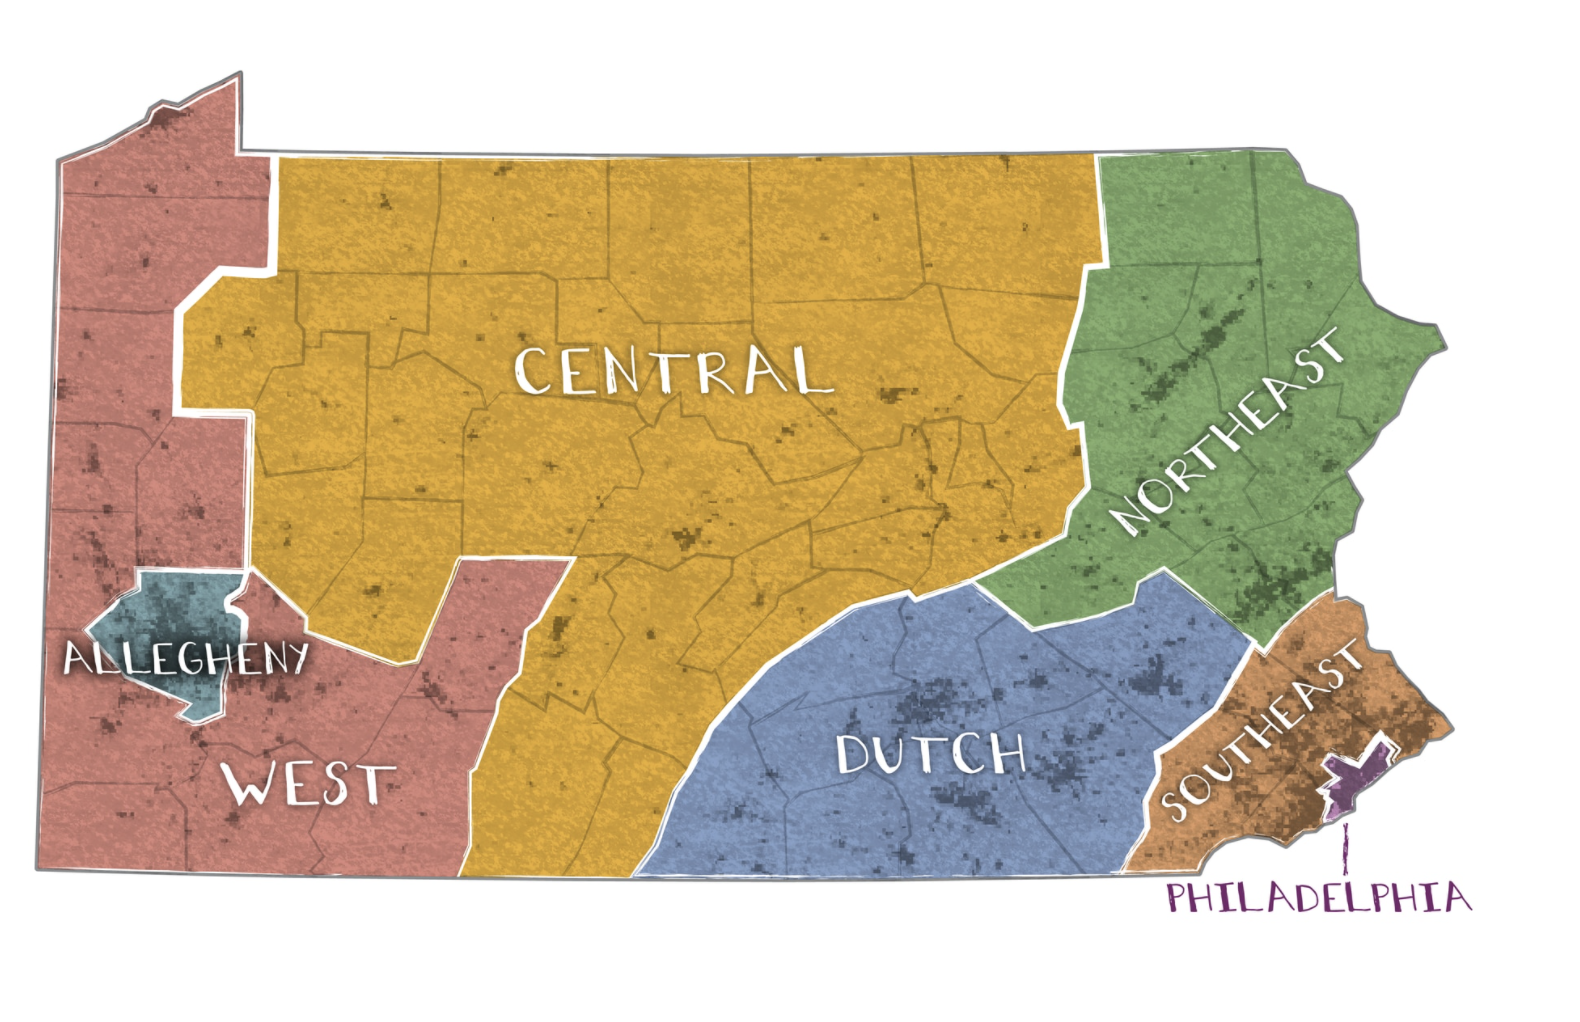 CENTRAL
NORTHEAST
ALLEGHENY
SOUTHEAST
DUTCH
WEST
PHILADELPHIA